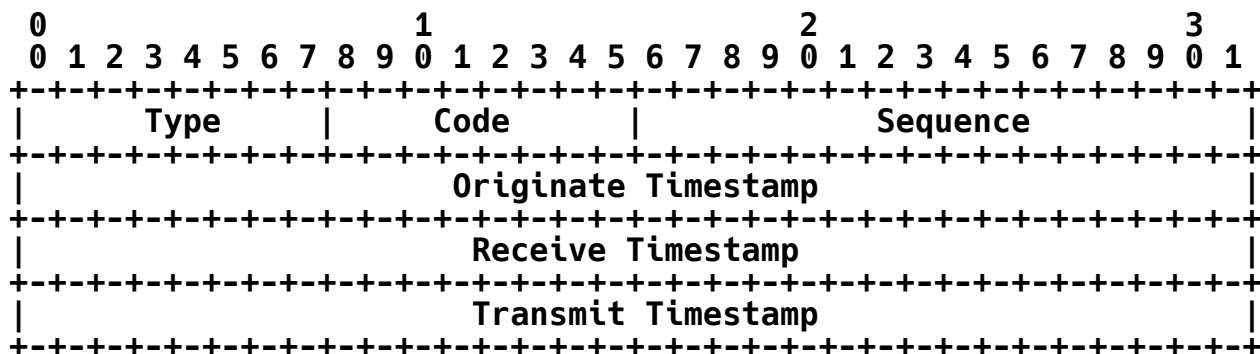 0                   1                   2                   3
 0 1 2 3 4 5 6 7 8 9 0 1 2 3 4 5 6 7 8 9 0 1 2 3 4 5 6 7 8 9 0 1
+-+-+-+-+-+-+-+-+-+-+-+-+-+-+-+-+-+-+-+-+-+-+-+-+-+-+-+-+-+-+-+-+
|      Type     |     Code      |            Sequence           |
+-+-+-+-+-+-+-+-+-+-+-+-+-+-+-+-+-+-+-+-+-+-+-+-+-+-+-+-+-+-+-+-+
|                      Originate Timestamp                      |
+-+-+-+-+-+-+-+-+-+-+-+-+-+-+-+-+-+-+-+-+-+-+-+-+-+-+-+-+-+-+-+-+
|                       Receive Timestamp                       |
+-+-+-+-+-+-+-+-+-+-+-+-+-+-+-+-+-+-+-+-+-+-+-+-+-+-+-+-+-+-+-+-+
|                       Transmit Timestamp                      |
+-+-+-+-+-+-+-+-+-+-+-+-+-+-+-+-+-+-+-+-+-+-+-+-+-+-+-+-+-+-+-+-+